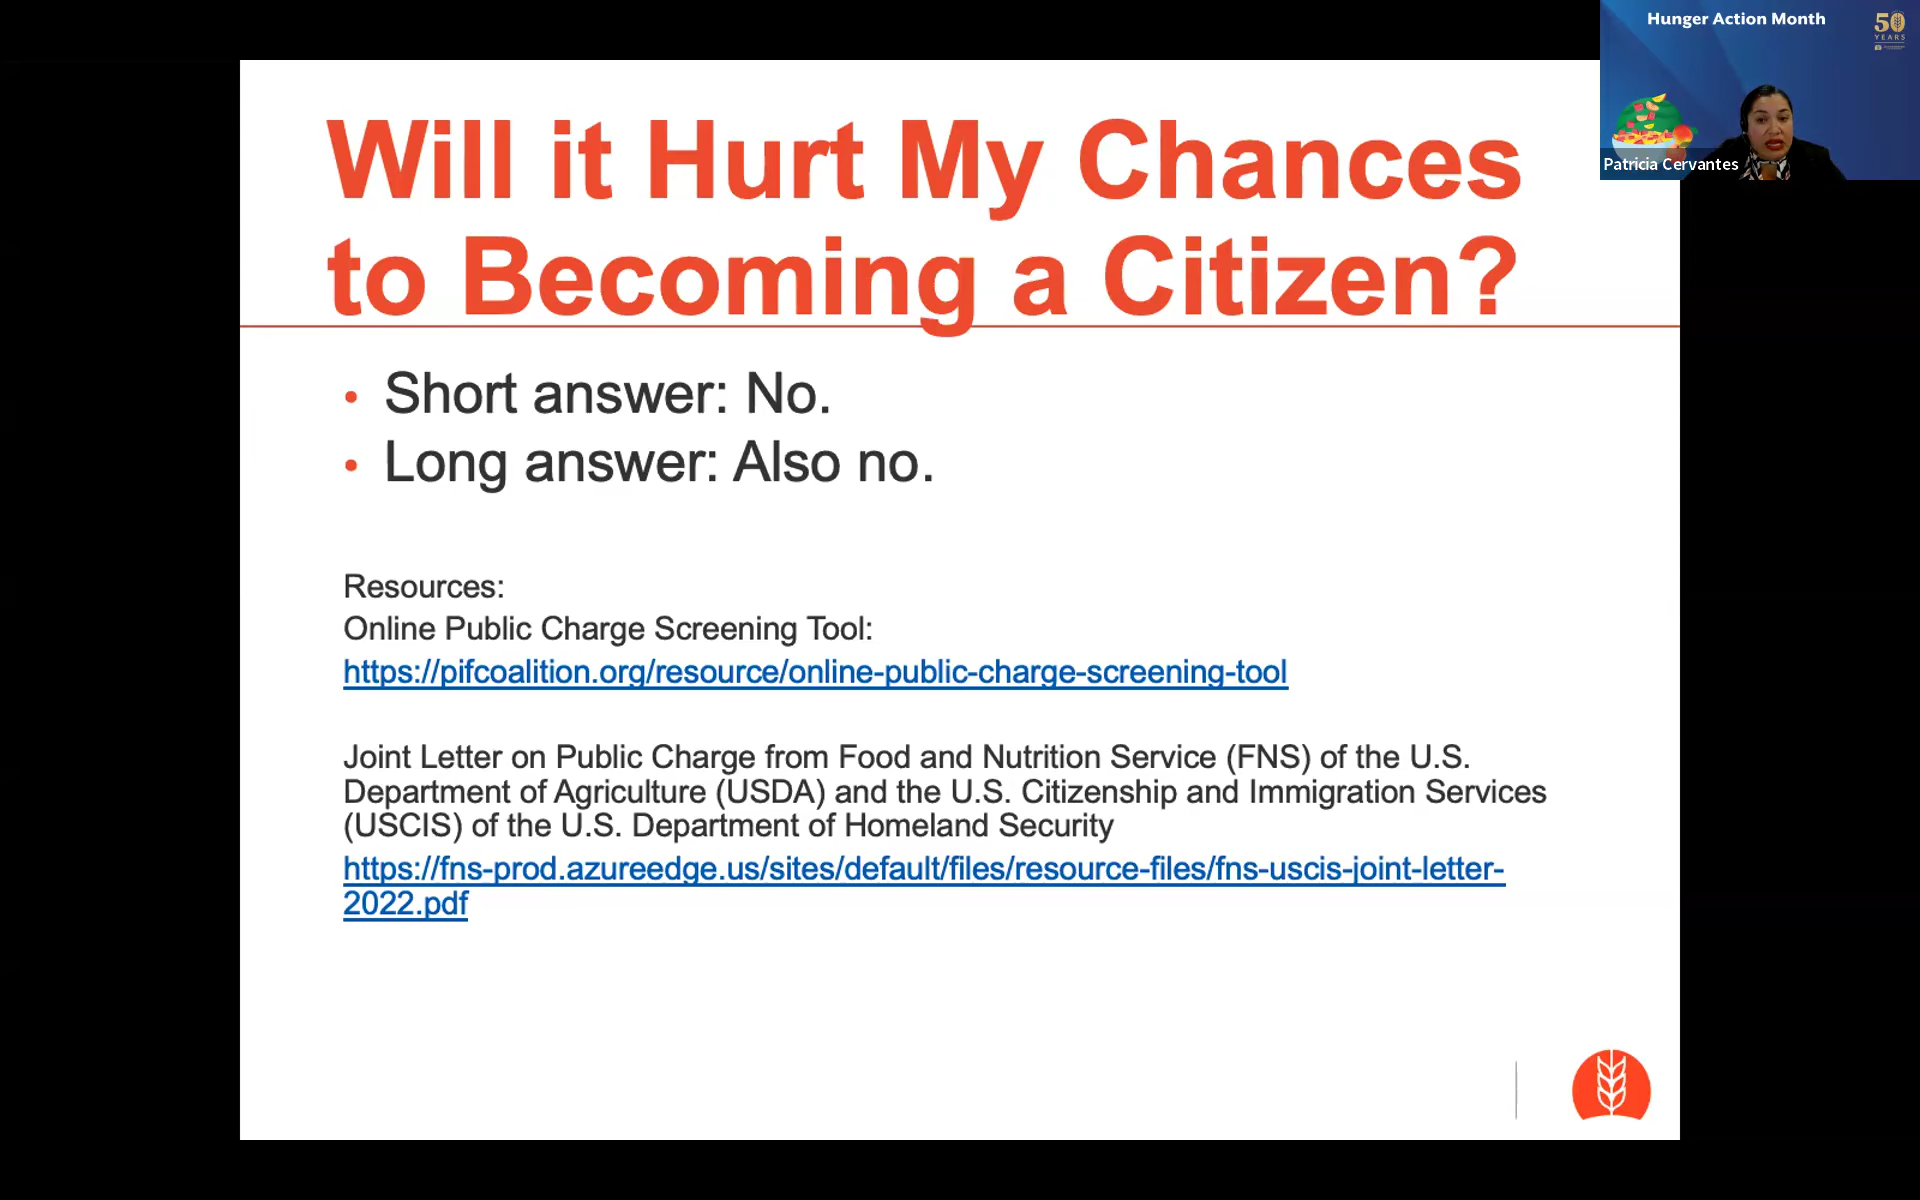 Hunger Action Month
50
YEARS
Patricia Cervantes
Will it Hurt My Chances
to Becoming a Citizen?
• Short answer: No.
• Long answer: Also no.
Resources:
Online Public Charge Screening Tool:
https://pifcoalition.org/resource/online-public-charge-screening-tool
Joint Letter on Public Charge from Food and Nutrition Service (FNS) of the U.S.
Department of Agriculture (USDA) and the U.S. Citizenship and Immigration Services
(USCIS) of the U.S. Department of Homeland Security
https://fns-prod.azureedge.us/sites/default/files/resource-files/fns-uscis-joint-letter-
2022.pdf